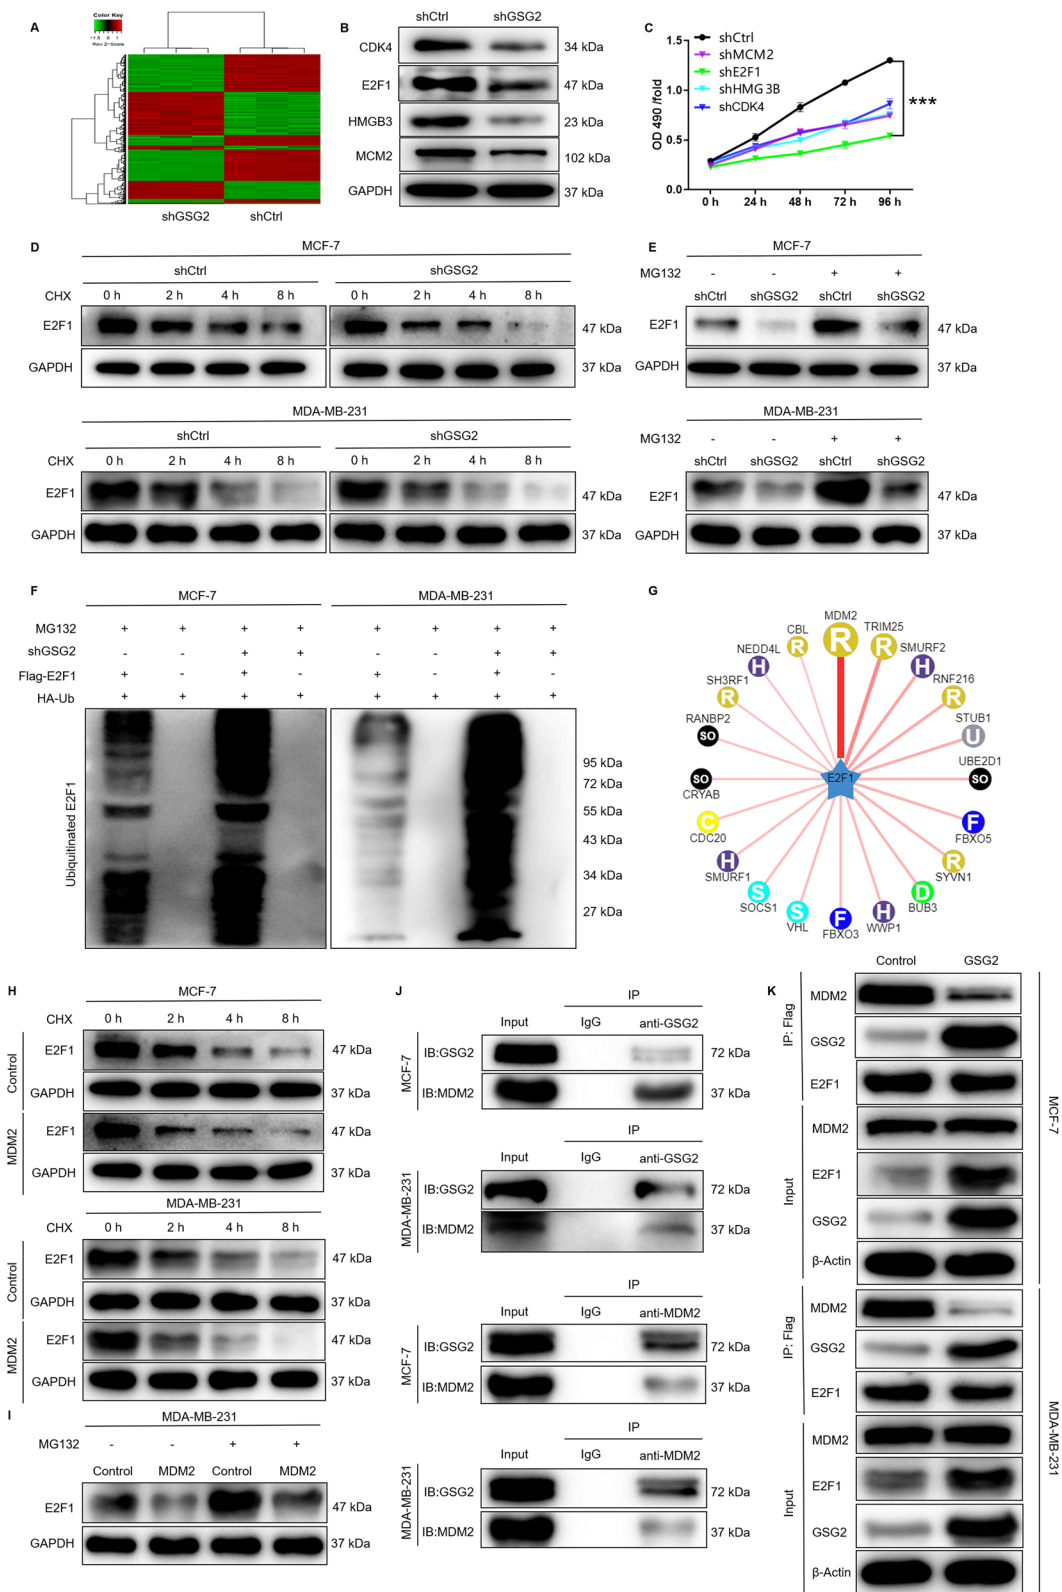 A
Color Key
-1.5 0 1
Row Z-Score
shGSG2 shCtrl
B
shCtrl shGSG2
CDK4 34 kDa
E2F1 47 kDa
HMGB3 23 kDa
MCM2 102 kDa
GAPDH 37 kDa
C
OD 490 /fold
1.5
1.0
0.5
0.0
shCtrl
shMCM2
shE2F1
shHMG 3B
shCDK4
***
0 h 24 h 48 h 72 h 96 h
D
MCF-7
shCtrl shGSG2
CHX 0 h 2 h 4 h 8 h 0 h 2 h 4 h 8 h
E2F1 47 kDa
GAPDH 37 kDa
MDA-MB-231
shCtrl shGSG2
CHX 0 h 2 h 4 h 8 h 0 h 2 h 4 h 8 h
E2F1 47 kDa
GAPDH 37 kDa
E
MCF-7
MG132 - - + +
shCtrl shGSG2 shCtrl shGSG2
E2F1 47 kDa
GAPDH 37 kDa
MDA-MB-231
MG132 - - + +
shCtrl shGSG2 shCtrl shGSG2
E2F1 47 kDa
GAPDH 37 kDa
F
MCF-7 MDA-MB-231
MG132 + + + + + + + +
shGSG2 - - + + - - + +
Flag-E2F1 + - + - + - + -
HA-Ub + + + + + + + +
Ubiquitinated E2F1
95 kDa
72 kDa
55 kDa
43 kDa
34 kDa
27 kDa
G
MDM2
R
TRIM25
R
SMURF2
H
RNF216
R
STUB1
U
UBE2D1
SO
FBXO5
F
SYVN1
R
BUB3
D
WWP1
H
FBXO3
F
VHL
S
SOCS1
S
SMURF1
H
CDC20
C
CRYAB
SO
RANBP2
SO
SH3RF1
R
NEDD4L
H
CBL
R
E2F1
H
MCF-7
CHX 0 h 2 h 4 h 8 h
Control
E2F1 47 kDa
GAPDH 37 kDa
MDM2
E2F1 47 kDa
GAPDH 37 kDa
MDA-MB-231
CHX 0 h 2 h 4 h 8 h
Control
E2F1 47 kDa
GAPDH 37 kDa
MDM2
E2F1 47 kDa
GAPDH 37 kDa
I
MDA-MB-231
MG132 - - + +
Control MDM2 Control MDM2
E2F1 47 kDa
GAPDH 37 kDa
J
IP
Input IgG anti-GSG2
MCF-7
IB:GSG2 72 kDa
IB:MDM2 37 kDa
IP
Input IgG anti-GSG2
MDA-MB-231
IB:GSG2 72 kDa
IB:MDM2 37 kDa
IP
Input IgG anti-MDM2
MCF-7
IB:GSG2 72 kDa
IB:MDM2 37 kDa
IP
Input IgG anti-MDM2
MDA-MB-231
IB:GSG2 72 kDa
IB:MDM2 37 kDa
K
Control GSG2
MCF-7
IP: Flag
MDM2
GSG2
E2F1
Input
MDM2
E2F1
GSG2
β-Actin
MDA-MB-231
IP: Flag
MDM2
GSG2
E2F1
Input
MDM2
E2F1
GSG2
β-Actin